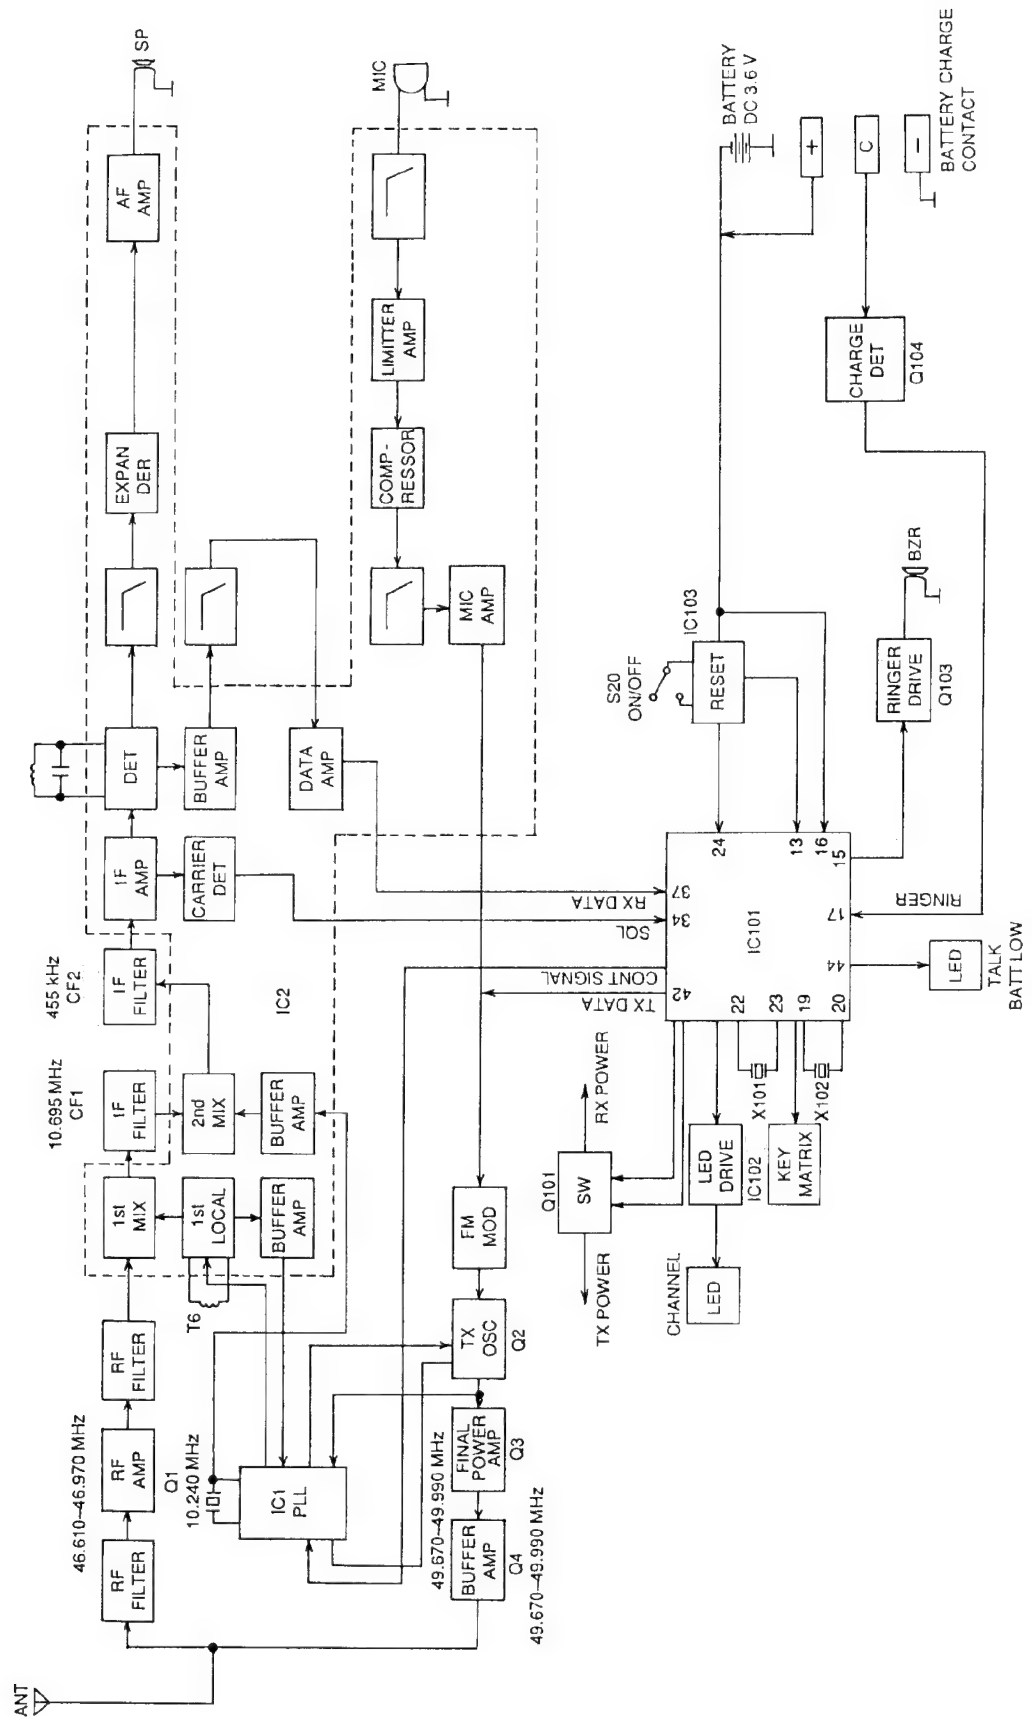 ANT
46.610–46.970 MHz
RF
FILTER
RF
AMP
Q1
RF
FILTER
1st
MIX
10.695 MHz
CF1
IF
FILTER
455 kHz
CF2
IF
FILTER
IF
AMP
DET
EXPAN
DER
AF
AMP
SP
T6
1st
LOCAL
2nd
MIX
CARRIER
DET
BUFFER
AMP
BUFFER
AMP
BUFFER
AMP
IC2
DATA
AMP
10.240 MHz
IC1
PLL
MIC
LIMITTER
AMP
COMP-
RESSOR
MIC
AMP
49.670–49.990 MHz
BUFFER
AMP
Q4
49.670–49.990 MHz
FINAL
POWER
AMP
Q3
TX
OSC
Q2
FM
MOD
TX POWER
RX POWER
Q101
SW
CHANNEL
LED
LED
DRIVE
IC102
KEY
MATRIX
X101
X102
TX DATA
CONT SIGNAL
SQL
RX DATA
42
34
37
24
13
16
15
17
44
22
23
19
20
IC101
RINGER
LED
TALK
BATT LOW
S20
ON/OFF
RESET
IC103
RINGER
DRIVE
Q103
BZR
CHARGE
DET
Q104
BATTERY
DC 3.6 V
+
C
−
BATTERY CHARGE
CONTACT